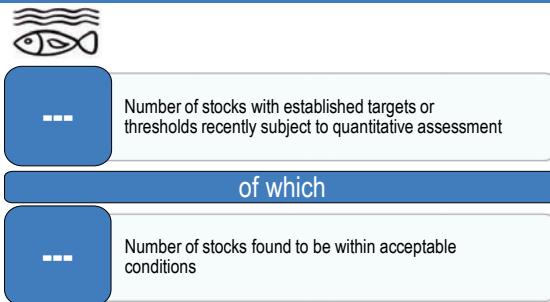 ---
Number of stocks with established targets or
thresholds recently subject to quantitative assessment
of which
---
Number of stocks found to be within acceptable
conditions